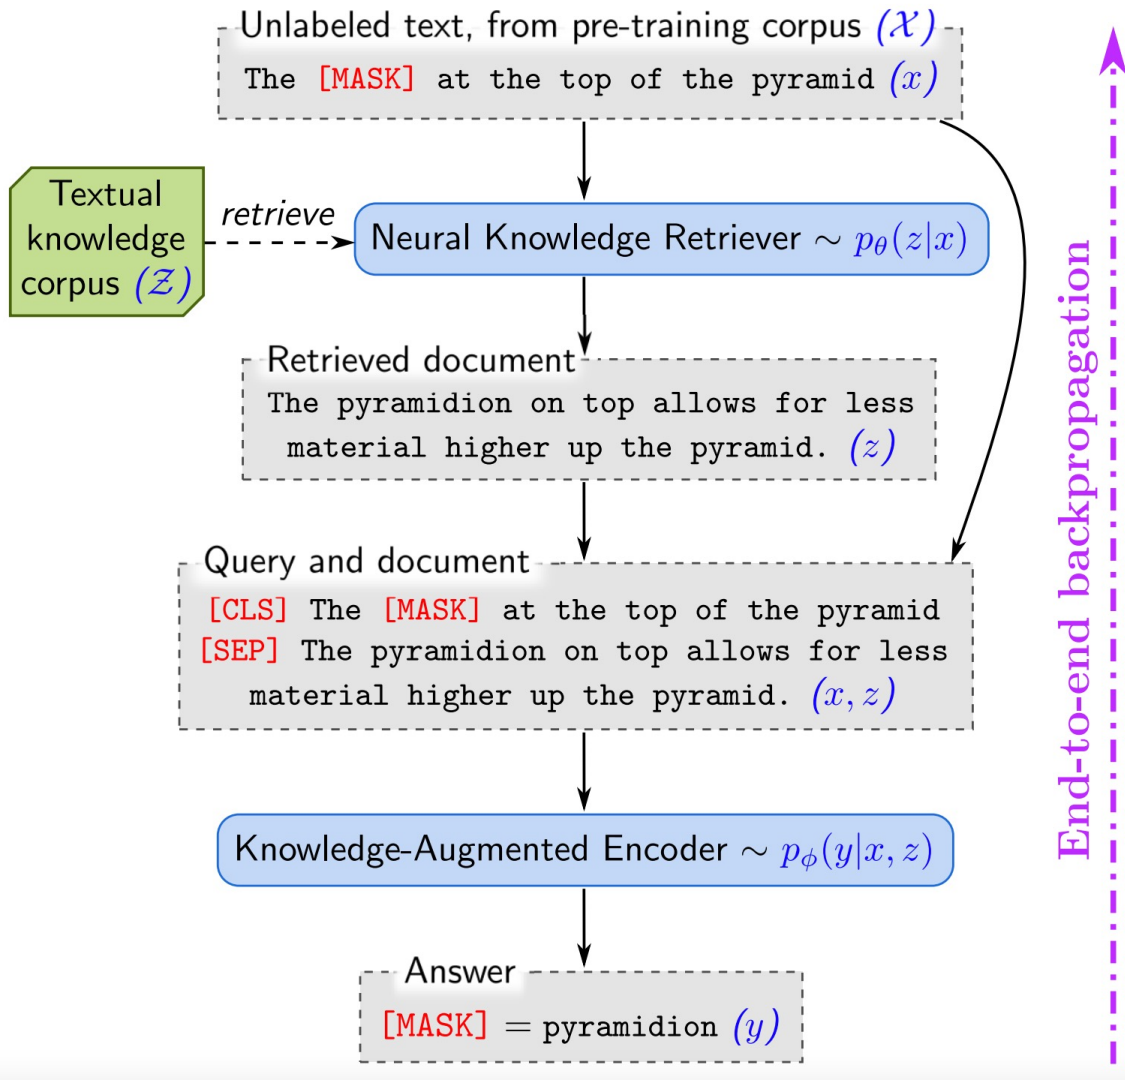 Unlabeled text, from pre-training corpus (𝒳)
The [MASK] at the top of the pyramid (x)
Textual
knowledge
corpus (𝒵)
retrieve
Neural Knowledge Retriever ∼ pθ(z|x)
Retrieved document
The pyramidion on top allows for less
material higher up the pyramid. (z)
Query and document
[CLS] The [MASK] at the top of the pyramid
[SEP] The pyramidion on top allows for less
material higher up the pyramid. (x, z)
Knowledge-Augmented Encoder ∼ pϕ(y|x, z)
Answer
[MASK] = pyramidion (y)
End-to-end backpropagation